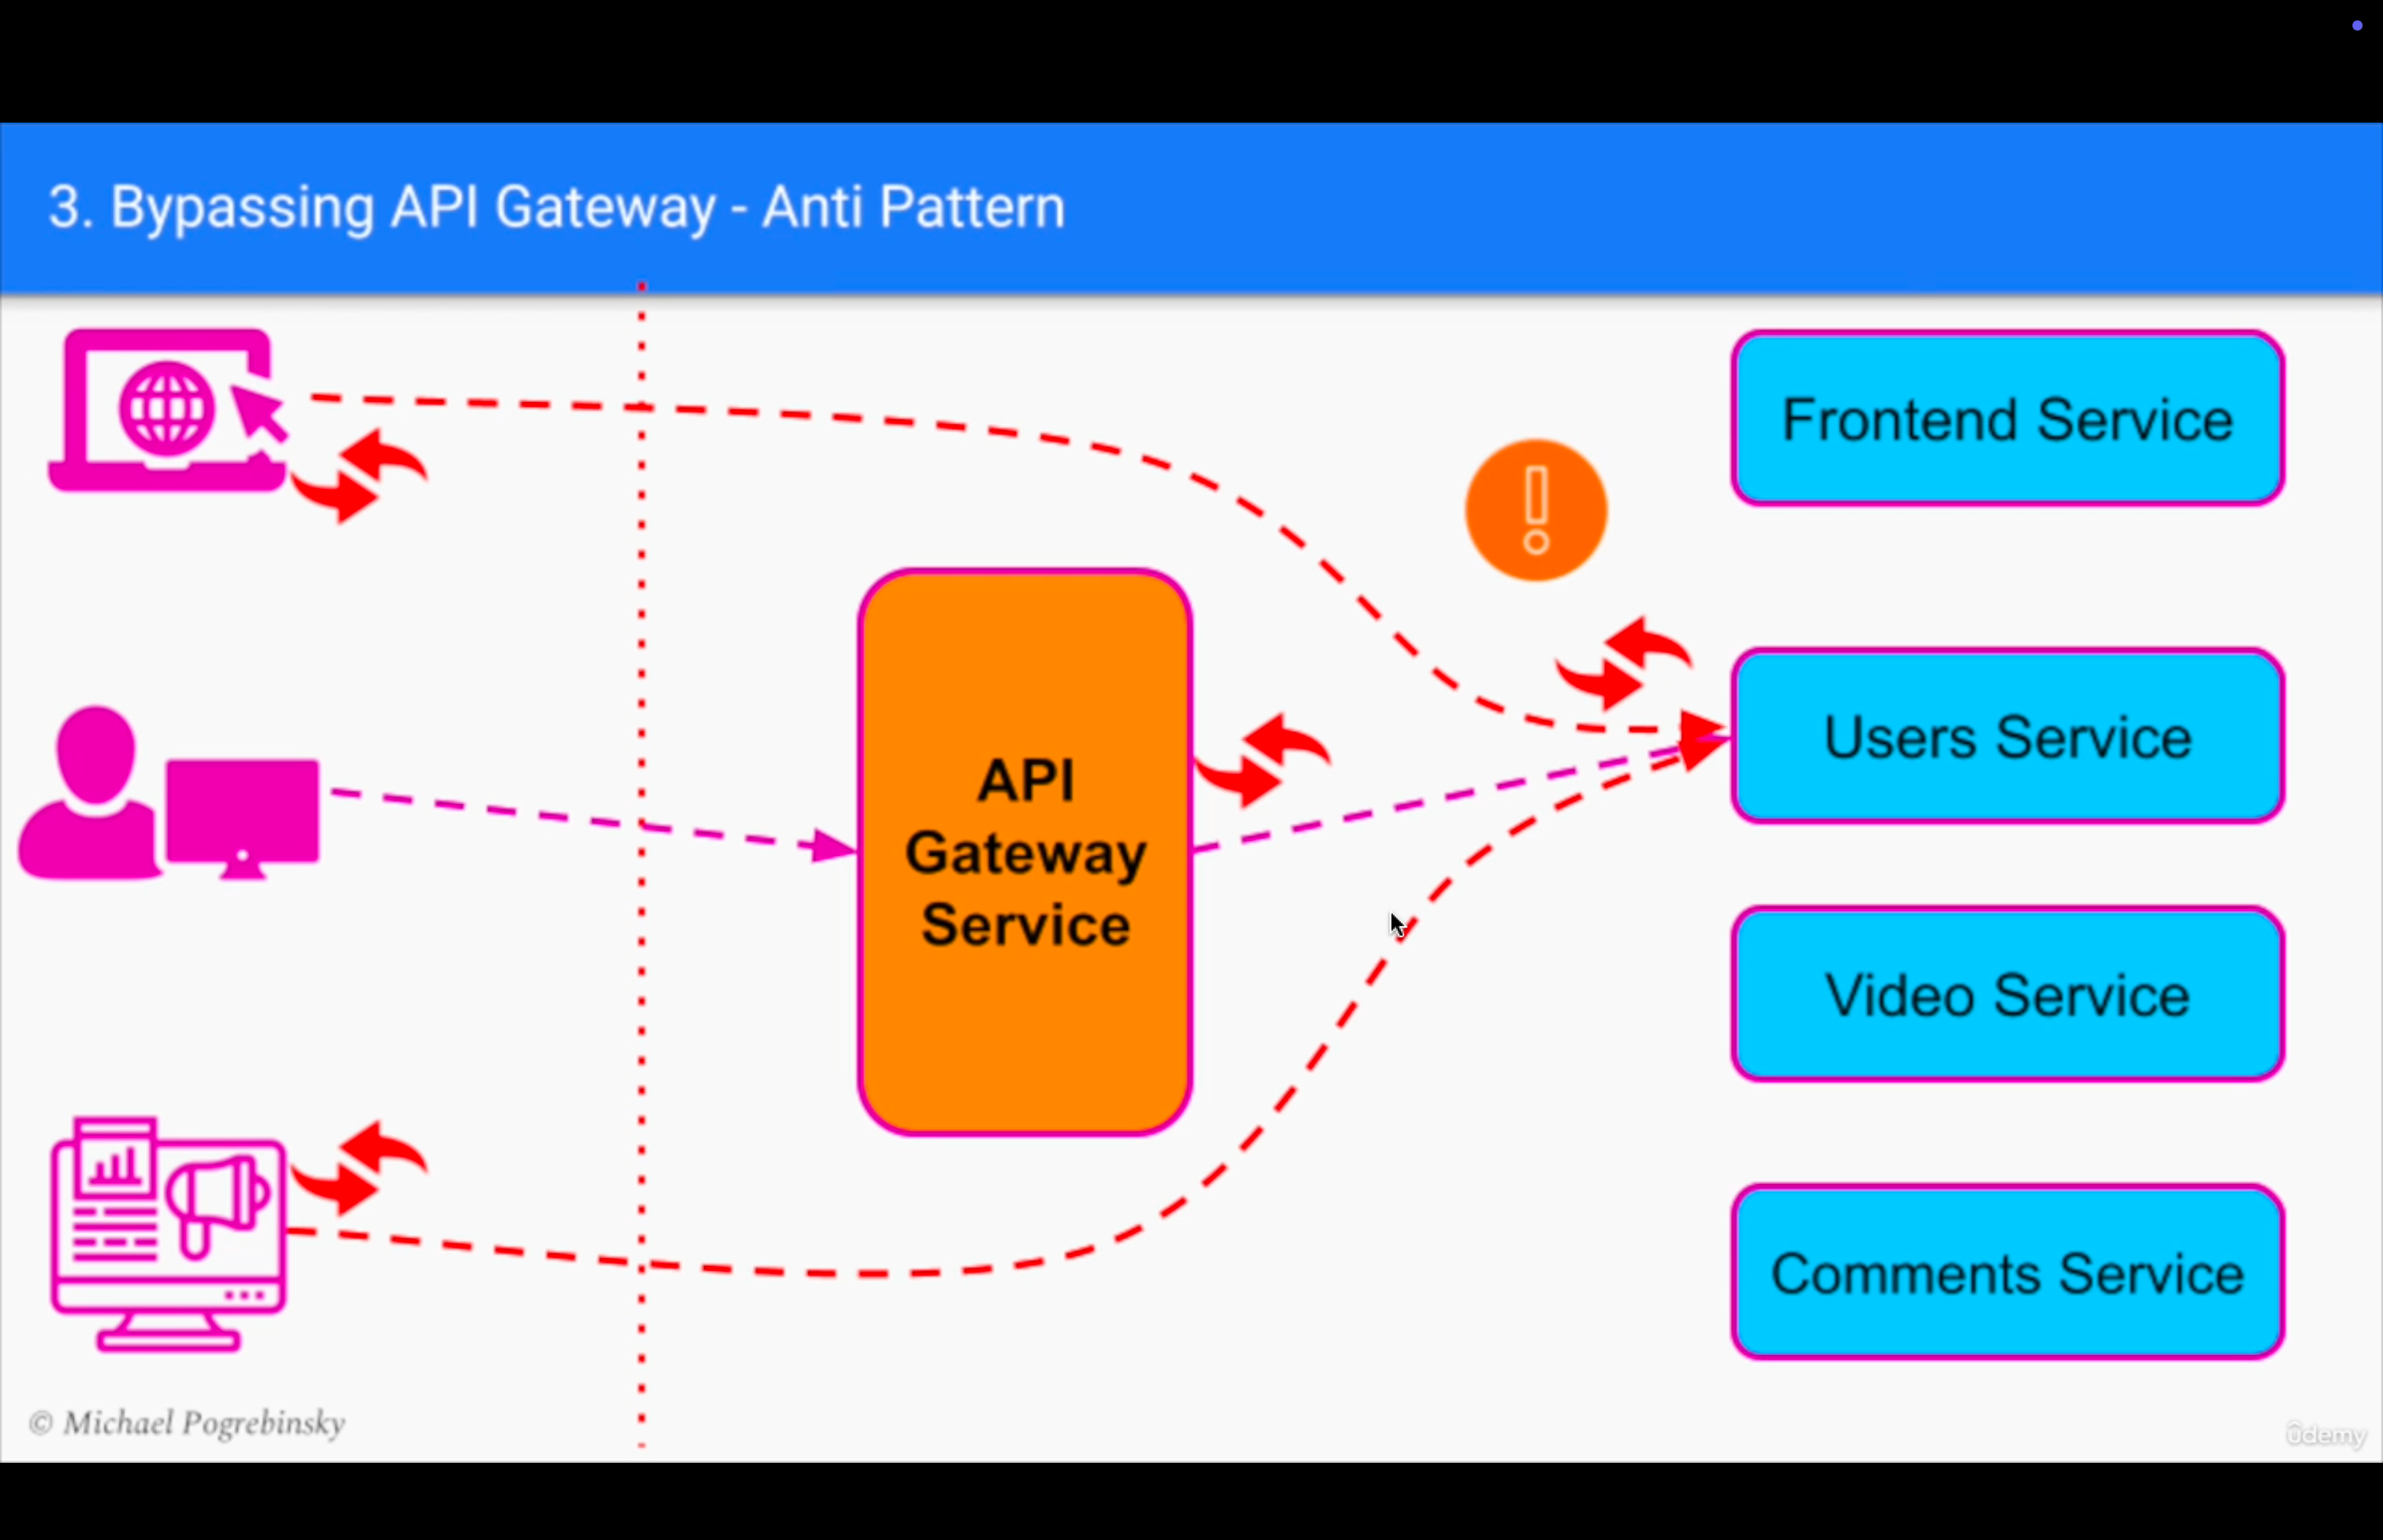 3. Bypassing API Gateway - Anti Pattern
Frontend Service
API
Gateway
Service
Users Service
Video Service
Comments Service
© Michael Pogrebinsky
ûdemy